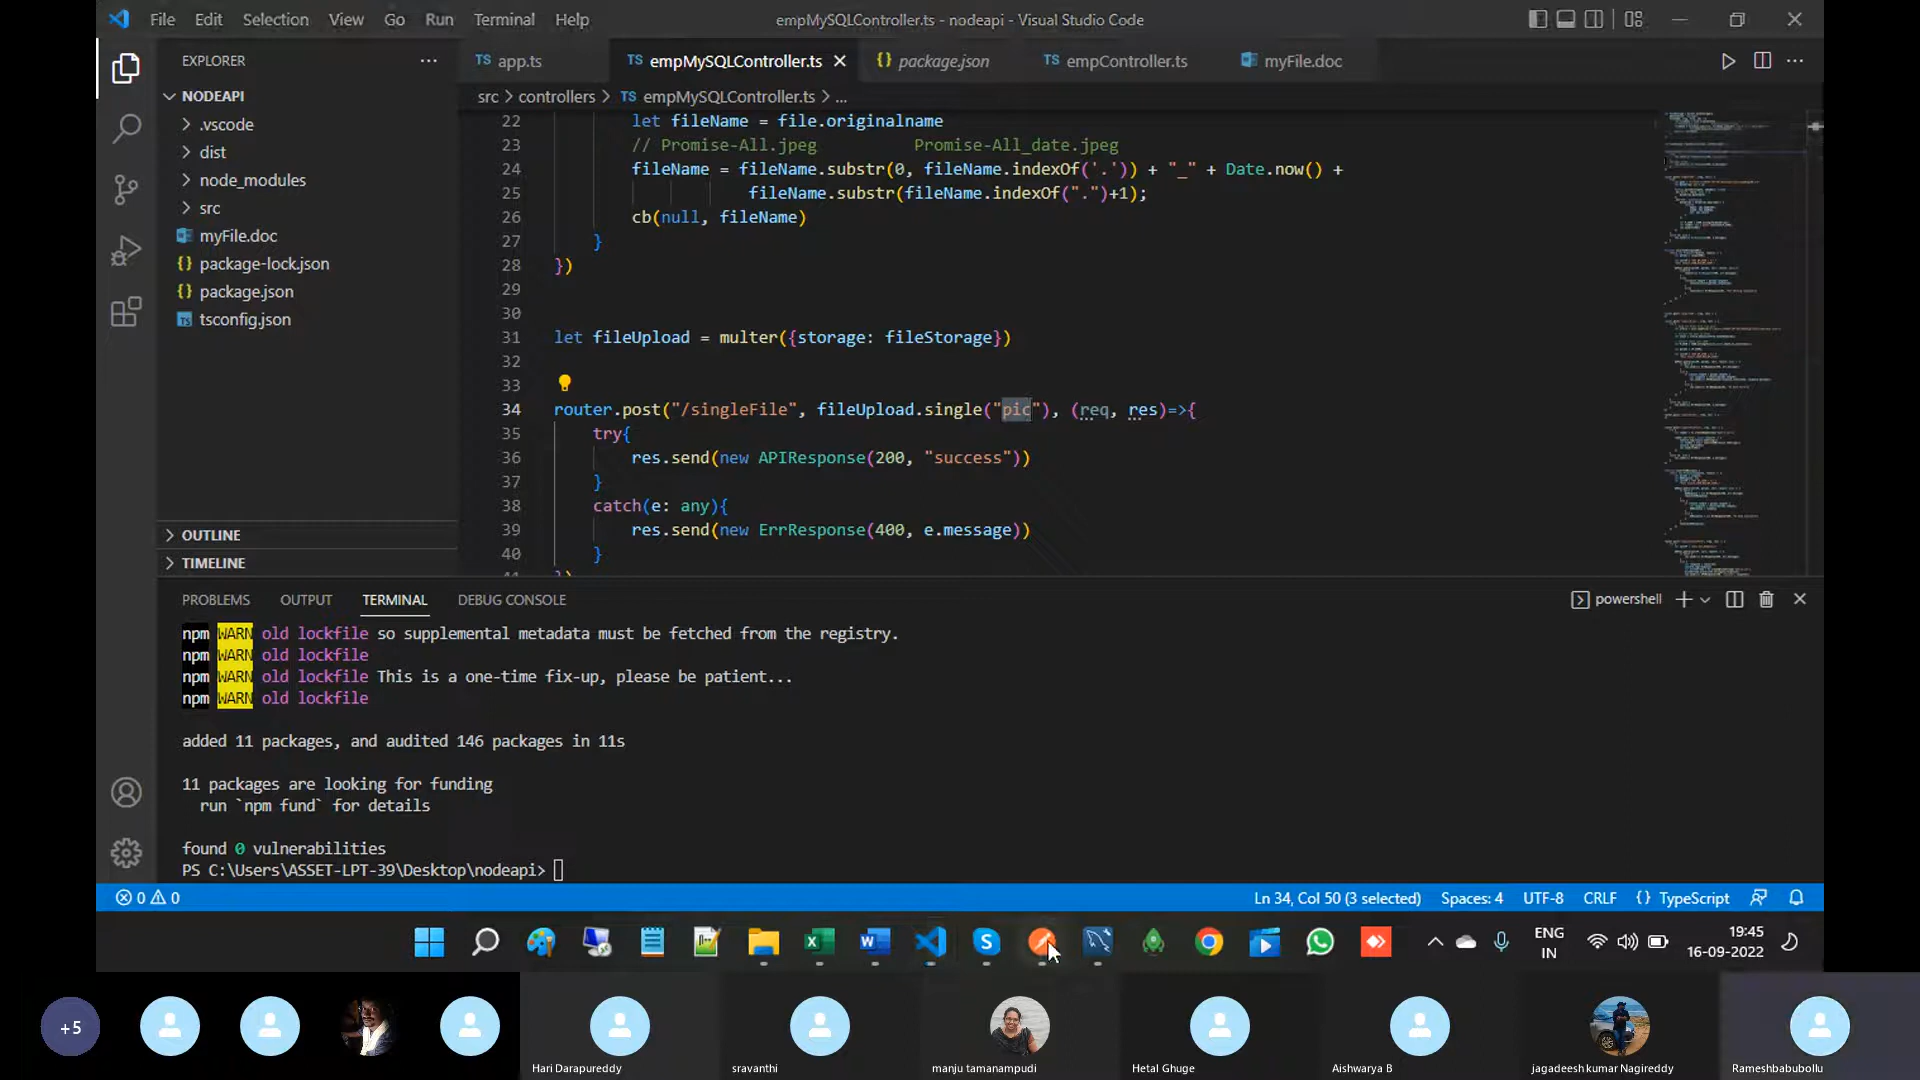 File Edit Selection View Go Run Terminal Help
empMySQLController.ts - nodeapi - Visual Studio Code
EXPLORER
TS app.ts
TS empMySQLController.ts
{} package.json
TS empController.ts
myFile.doc
NODEAPI
src > controllers > TS empMySQLController.ts > ...
.vscode
dist
node_modules
src
myFile.doc
{} package-lock.json
{} package.json
TS tsconfig.json
OUTLINE
TIMELINE
22 let fileName = file.originalname
23 // Promise-All.jpeg Promise-All_date.jpeg
24 fileName = fileName.substr(0, fileName.indexOf('.')) + "_" + Date.now() +
25 fileName.substr(fileName.indexOf(".")+1);
26 cb(null, fileName)
27 }
28 })
29
30
31 let fileUpload = multer({storage: fileStorage})
32
33
34 router.post("/singleFile", fileUpload.single("pic"), (req, res)=>{
35 try{
36 res.send(new APIResponse(200, "success"))
37 }
38 catch(e: any){
39 res.send(new ErrResponse(400, e.message))
40 }
41 })
PROBLEMS OUTPUT TERMINAL DEBUG CONSOLE
powershell
npm WARN old lockfile so supplemental metadata must be fetched from the registry.
npm WARN old lockfile
npm WARN old lockfile This is a one-time fix-up, please be patient...
npm WARN old lockfile
added 11 packages, and audited 146 packages in 11s
11 packages are looking for funding
run `npm fund` for details
found 0 vulnerabilities
PS C:\Users\ASSET-LPT-39\Desktop\nodeapi>
0 0
Ln 34, Col 50 (3 selected) Spaces: 4 UTF-8 CRLF {} TypeScript
ENG
IN
19:45
16-09-2022
+5
Hari Darapureddy
sravanthi
manju tamanampudi
Hetal Ghuge
Aishwarya B
jagadeesh kumar Nagireddy
Rameshbabubollu